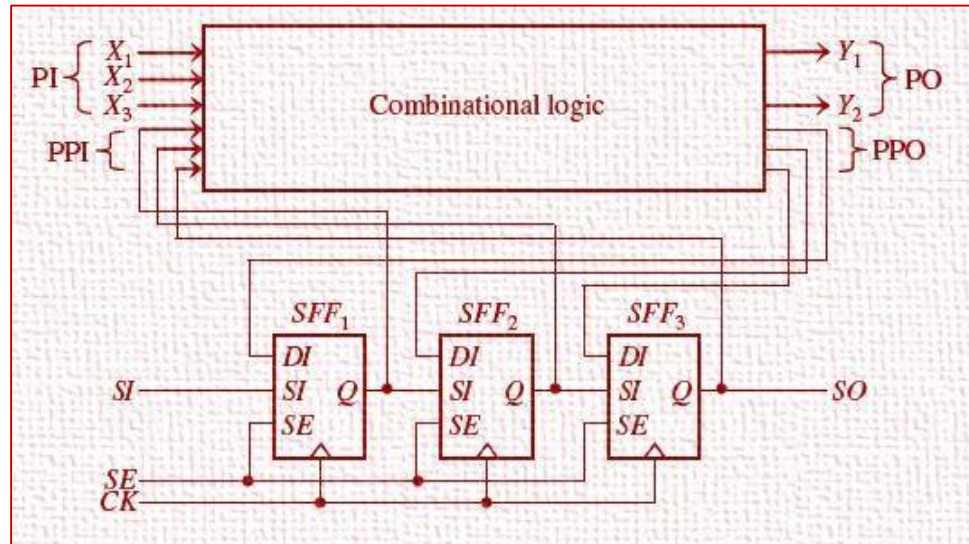 PI { X1 X2 X3
PPI {
Combinational logic
Y1 Y2 } PO
} PPO
SFF1 SFF2 SFF3
DI DI DI
SI SI Q SI Q SI Q SO
SE SE SE
SE
CK